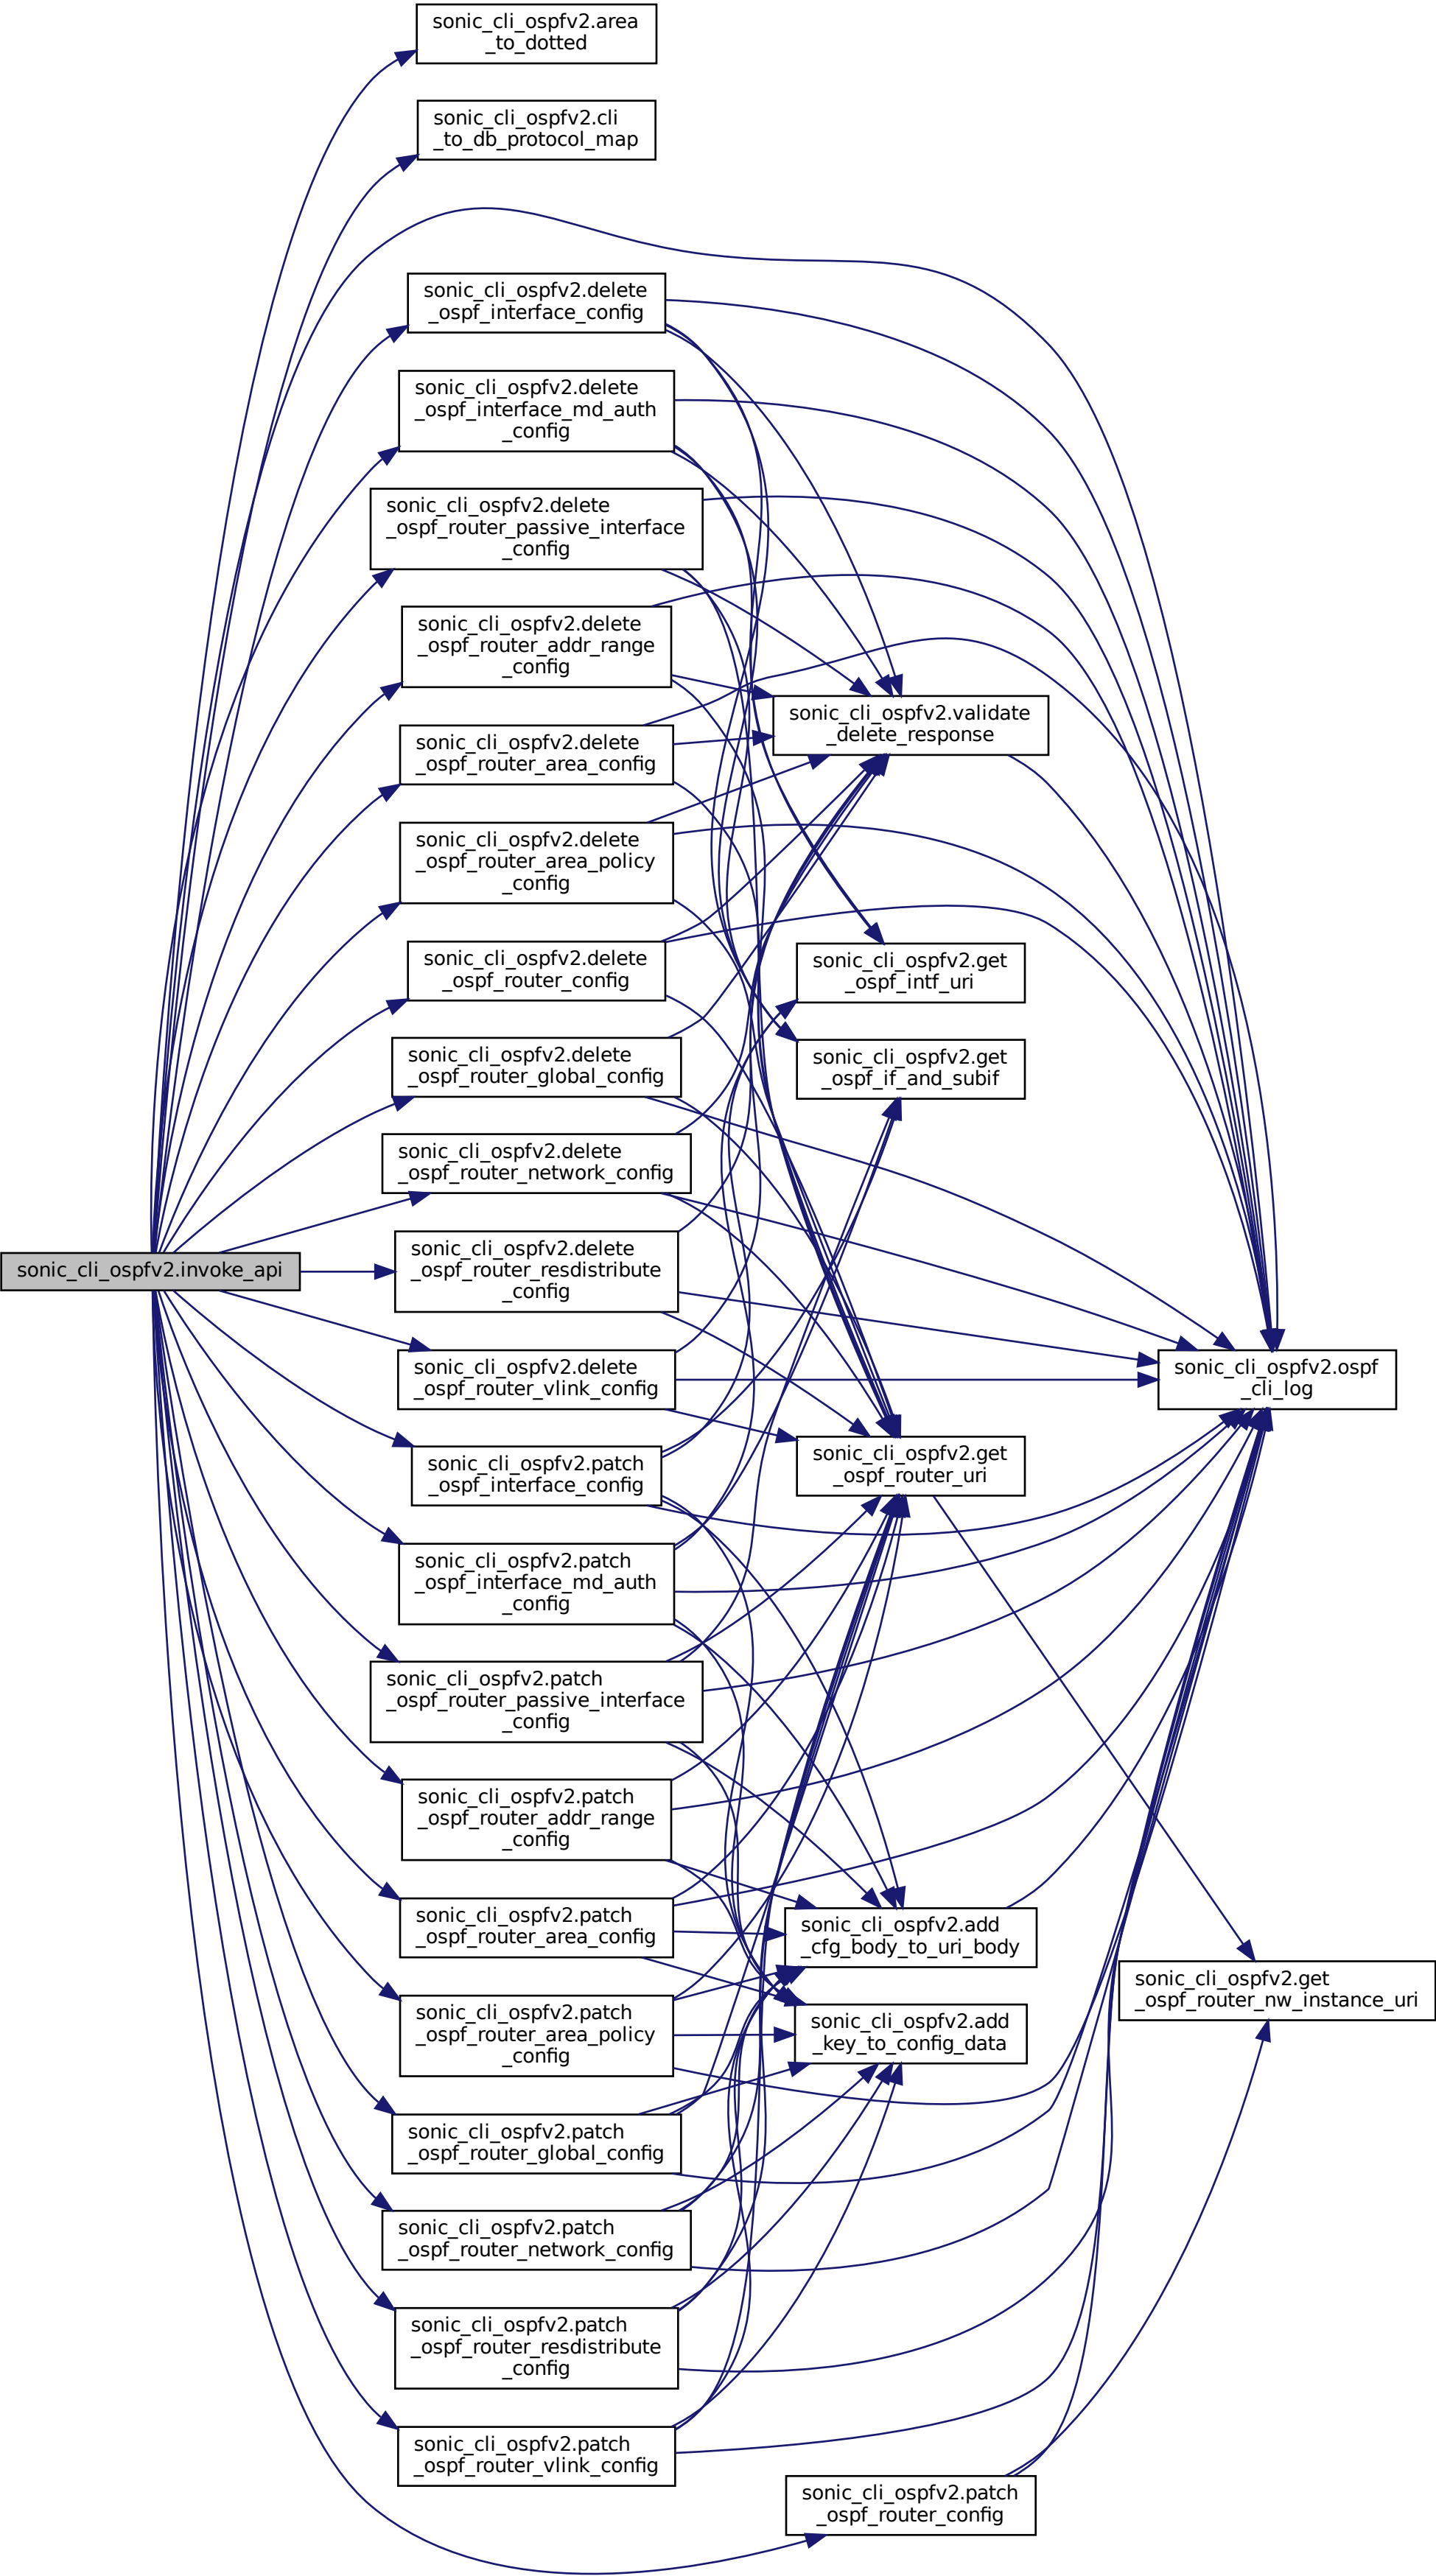 sonic_cli_ospfv2.area
_to_dotted
sonic_cli_ospfv2.cli
_to_db_protocol_map
sonic_cli_ospfv2.delete
_ospf_interface_config
sonic_cli_ospfv2.delete
_ospf_interface_md_auth
_config
sonic_cli_ospfv2.delete
_ospf_router_passive_interface
_config
sonic_cli_ospfv2.delete
_ospf_router_addr_range
_config
sonic_cli_ospfv2.delete
_ospf_router_area_config
sonic_cli_ospfv2.delete
_ospf_router_area_policy
_config
sonic_cli_ospfv2.delete
_ospf_router_config
sonic_cli_ospfv2.delete
_ospf_router_global_config
sonic_cli_ospfv2.delete
_ospf_router_network_config
sonic_cli_ospfv2.invoke_api
sonic_cli_ospfv2.delete
_ospf_router_resdistribute
_config
sonic_cli_ospfv2.delete
_ospf_router_vlink_config
sonic_cli_ospfv2.patch
_ospf_interface_config
sonic_cli_ospfv2.patch
_ospf_interface_md_auth
_config
sonic_cli_ospfv2.patch
_ospf_router_passive_interface
_config
sonic_cli_ospfv2.patch
_ospf_router_addr_range
_config
sonic_cli_ospfv2.patch
_ospf_router_area_config
sonic_cli_ospfv2.patch
_ospf_router_area_policy
_config
sonic_cli_ospfv2.patch
_ospf_router_global_config
sonic_cli_ospfv2.patch
_ospf_router_network_config
sonic_cli_ospfv2.patch
_ospf_router_resdistribute
_config
sonic_cli_ospfv2.patch
_ospf_router_vlink_config
sonic_cli_ospfv2.validate
_delete_response
sonic_cli_ospfv2.get
_ospf_intf_uri
sonic_cli_ospfv2.get
_ospf_if_and_subif
sonic_cli_ospfv2.get
_ospf_router_uri
sonic_cli_ospfv2.add
_cfg_body_to_uri_body
sonic_cli_ospfv2.add
_key_to_config_data
sonic_cli_ospfv2.patch
_ospf_router_config
sonic_cli_ospfv2.ospf
_cli_log
sonic_cli_ospfv2.get
_ospf_router_nw_instance_uri